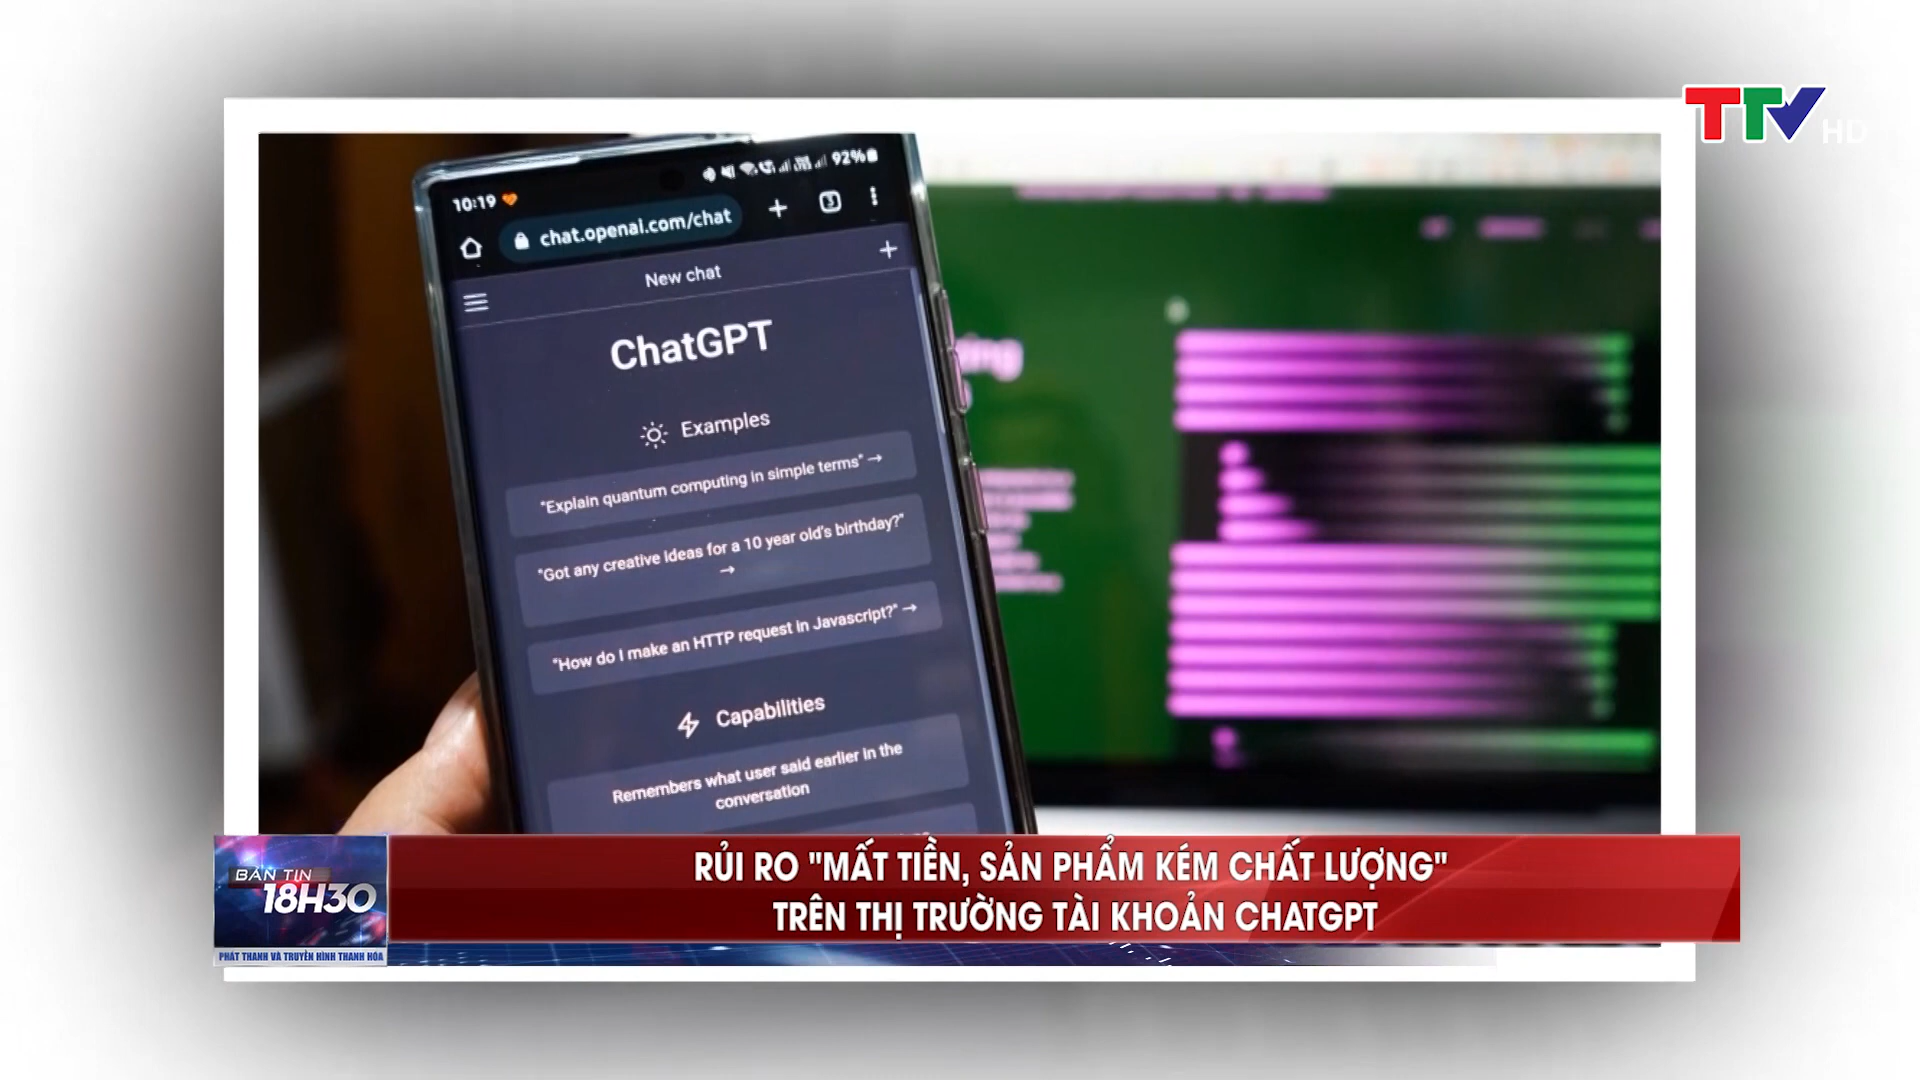 TTV HD
10:19
92%
chat.openai.com/chat
3
New chat
ChatGPT
Examples
"Explain quantum computing in simple terms" →
"Got any creative ideas for a 10 year old's birthday?"
→
"How do I make an HTTP request in Javascript?" →
Capabilities
Remembers what user said earlier in the
conversation
BẢN TIN
18H30
PHÁT THANH VÀ TRUYỀN HÌNH THANH HÓA
RỦI RO "MẤT TIỀN, SẢN PHẨM KÉM CHẤT LƯỢNG"
TRÊN THỊ TRƯỜNG TÀI KHOẢN CHATGPT